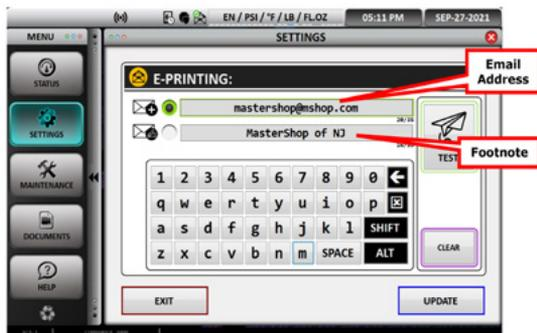 EN / PSI / °F / LB / FL.OZ
05:11 PM
SEP-27-2021
MENU
SETTINGS
STATUS
SETTINGS
MAINTENANCE
DOCUMENTS
HELP
E-PRINTING:
mastershop@mshop.com
MasterShop of NJ
Email
Address
Footnote
TEST
1 2 3 4 5 6 7 8 9 0
q w e r t y u i o p
a s d f g h j k l SHIFT
z x c v b n m SPACE ALT
CLEAR
EXIT
UPDATE